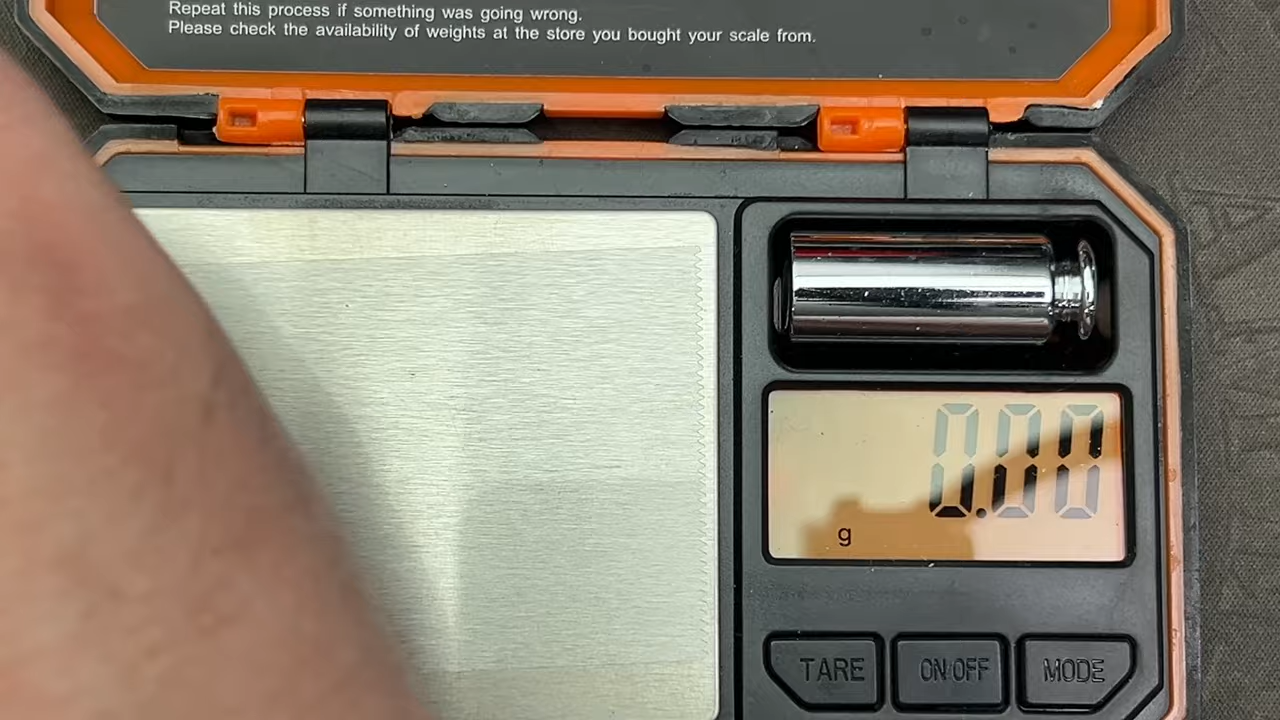 Repeat this process if something was going wrong.
Please check the availability of weights at the store you bought your scale from.
0.00
g
TARE
ON/OFF
MODE